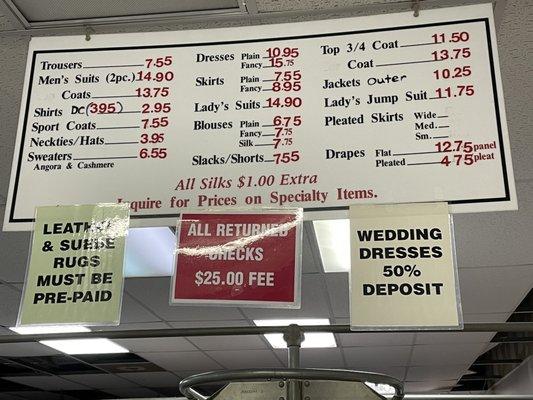 Trousers 7.55
Men's Suits (2pc.) 14.90
Coats 13.75
Shirts DC(395) 2.95
Sport Coats 7.55
Neckties/Hats 3.95
Sweaters 6.55
Angora & Cashmere
Dresses Plain 10.95
Fancy 15.75
Skirts Plain 7.55
Fancy 8.95
Lady's Suits 14.90
Blouses Plain 6.75
Fancy 7.75
Silk 7.75
Slacks/Shorts 7.55
Top 3/4 Coat 11.50
Coat 13.75
Jackets Outer 10.25
Lady's Jump Suit 11.75
Pleated Skirts Wide
Med.
Sm.
Drapes Flat 12.75 panel
Pleated 4.75 pleat
All Silks $1.00 Extra
Inquire for Prices on Specialty Items.
LEATHER
& SUEDE
RUGS
MUST BE
PRE-PAID
ALL RETURNED
CHECKS
$25.00 FEE
WEDDING
DRESSES
50%
DEPOSIT